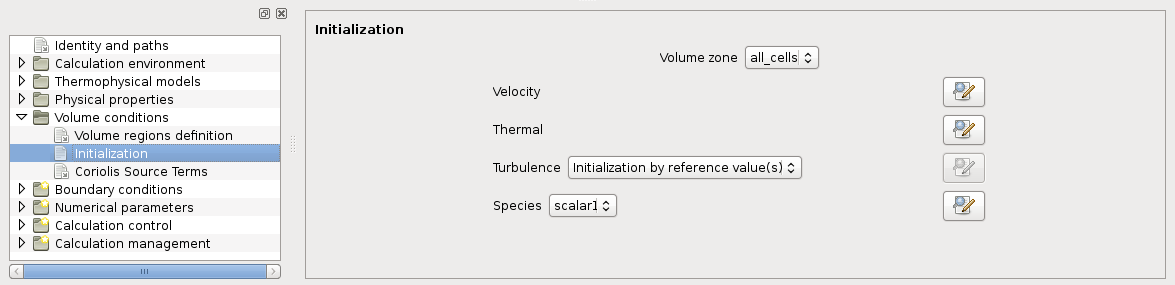 Identity and paths
Calculation environment
Thermophysical models
Physical properties
Volume conditions
Volume regions definition
Initialization
Coriolis Source Terms
Boundary conditions
Numerical parameters
Calculation control
Calculation management
Initialization
Volume zone all_cells
Velocity
Thermal
Turbulence Initialization by reference value(s)
Species scalar1